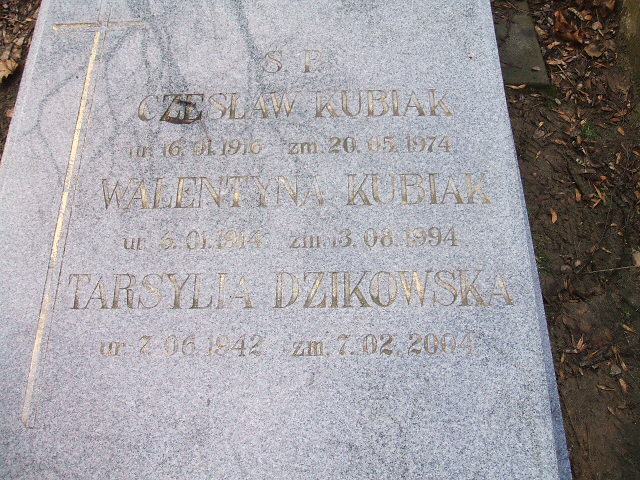 S. P.
CZESŁAW KUBIAK
ur. 16.01.1916 zm. 20.05.1974
WALENTYNA KUBIAK
ur. 5.01.1914 zm. 13.08.1994
TARSYLIA DZIKOWSKA
ur. 7.06.1942 zm. 7.02.2004